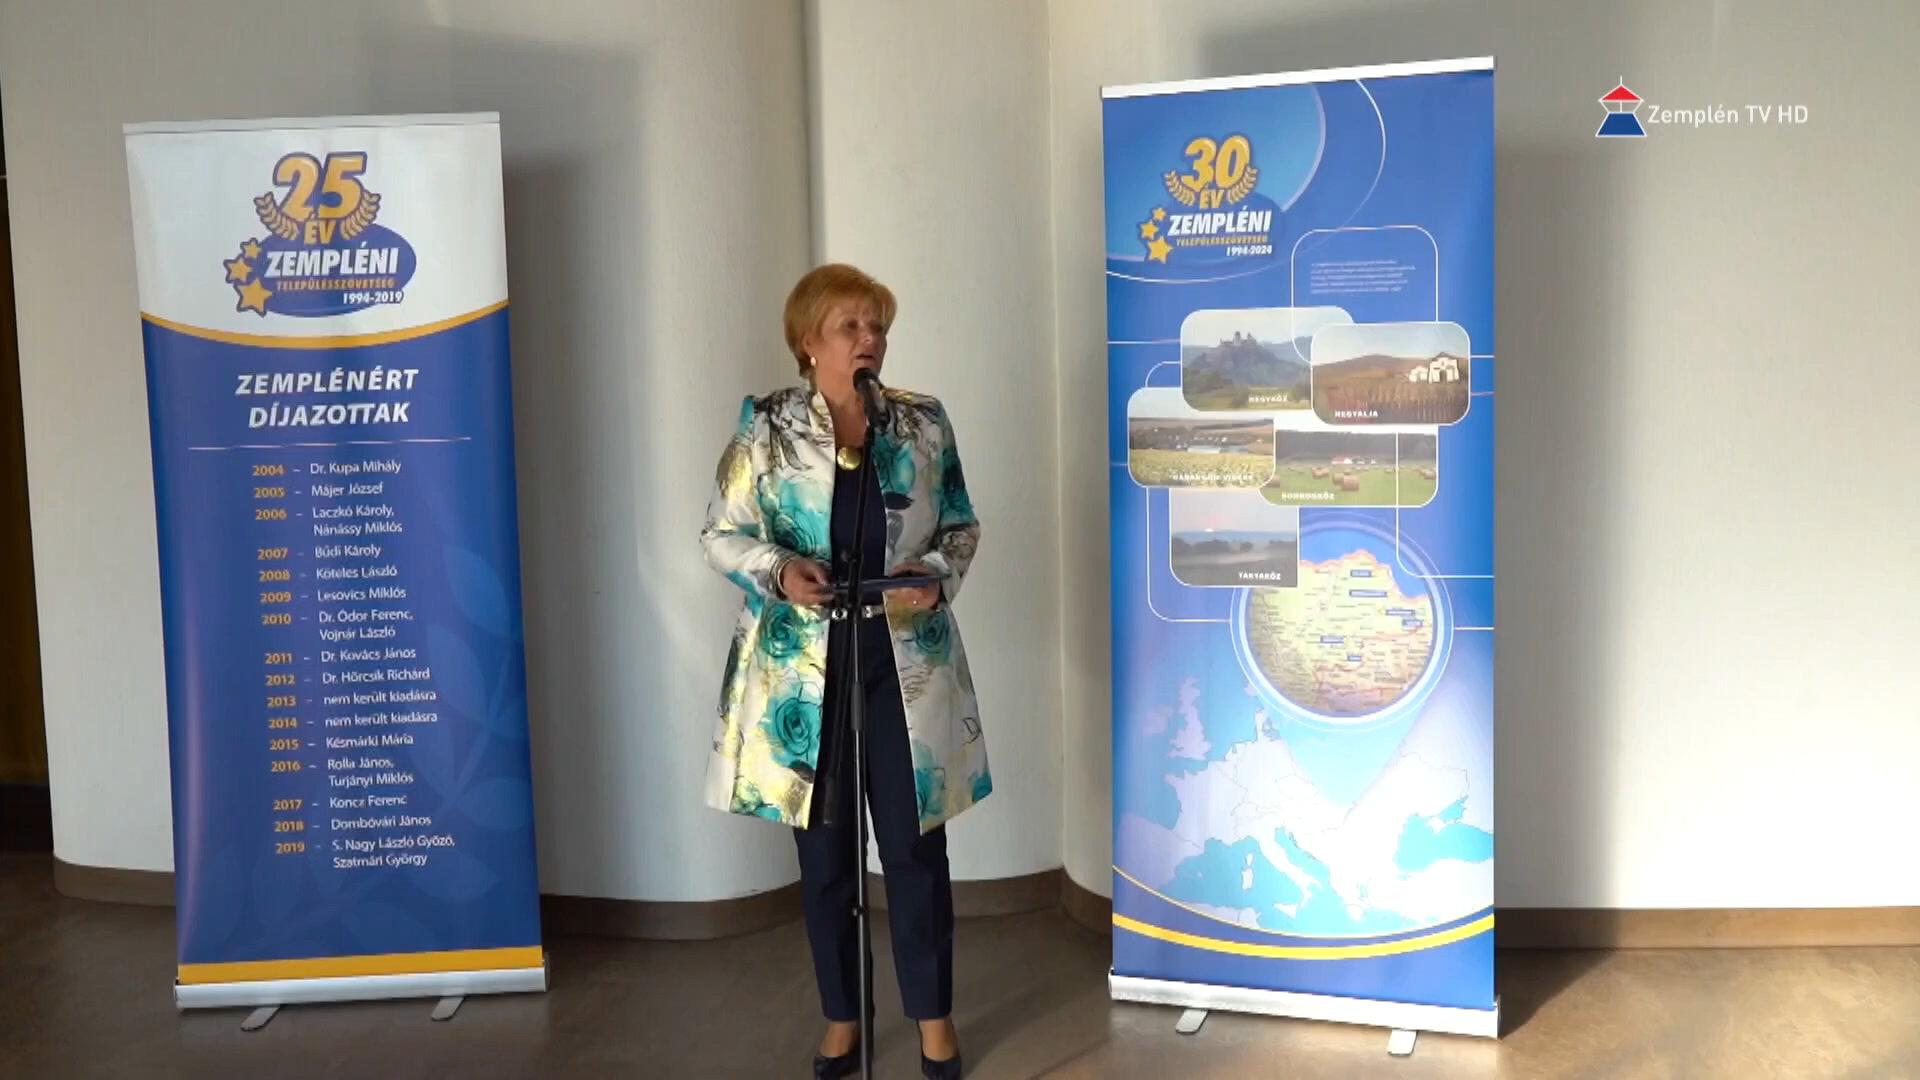 25
ÉV
ZEMPLÉNI
TELEPÜLÉSSZÖVETSÉG
1994-2019
ZEMPLÉNÉRT
DÍJAZOTTAK
2004 – Dr. Kupa Mihály
2005 – Májer József
2006 – Laczkó Károly,
Nánássy Miklós
2007 – Bűdi Károly
2008 – Köteles László
2009 – Lesovics Miklós
2010 – Dr. Ódor Ferenc,
Vojnár László
2011 – Dr. Kovács János
2012 – Dr. Hörcsik Richárd
2013 – nem került kiadásra
2014 – nem került kiadásra
2015 – Késmárki Mária
2016 – Rolla János,
Turjányi Miklós
2017 – Koncz Ferenc
2018 – Dombóvári János
2019 – S. Nagy László Győző,
Szatmári György
30
ÉV
ZEMPLÉNI
TELEPÜLÉSSZÖVETSÉG
1994-2024
HEGYKÖZ
HEGYALJA
BODROGKÖZ
TAKTAKÖZ
Zemplén TV HD